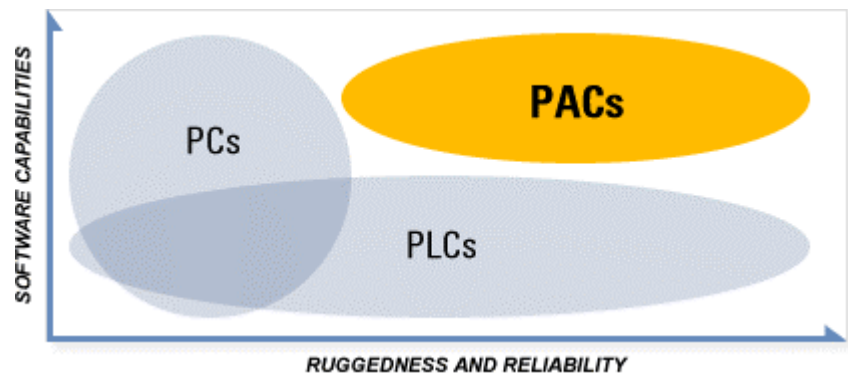 SOFTWARE CAPABILITIES
PACs
PCs
PLCs
RUGGEDNESS AND RELIABILITY